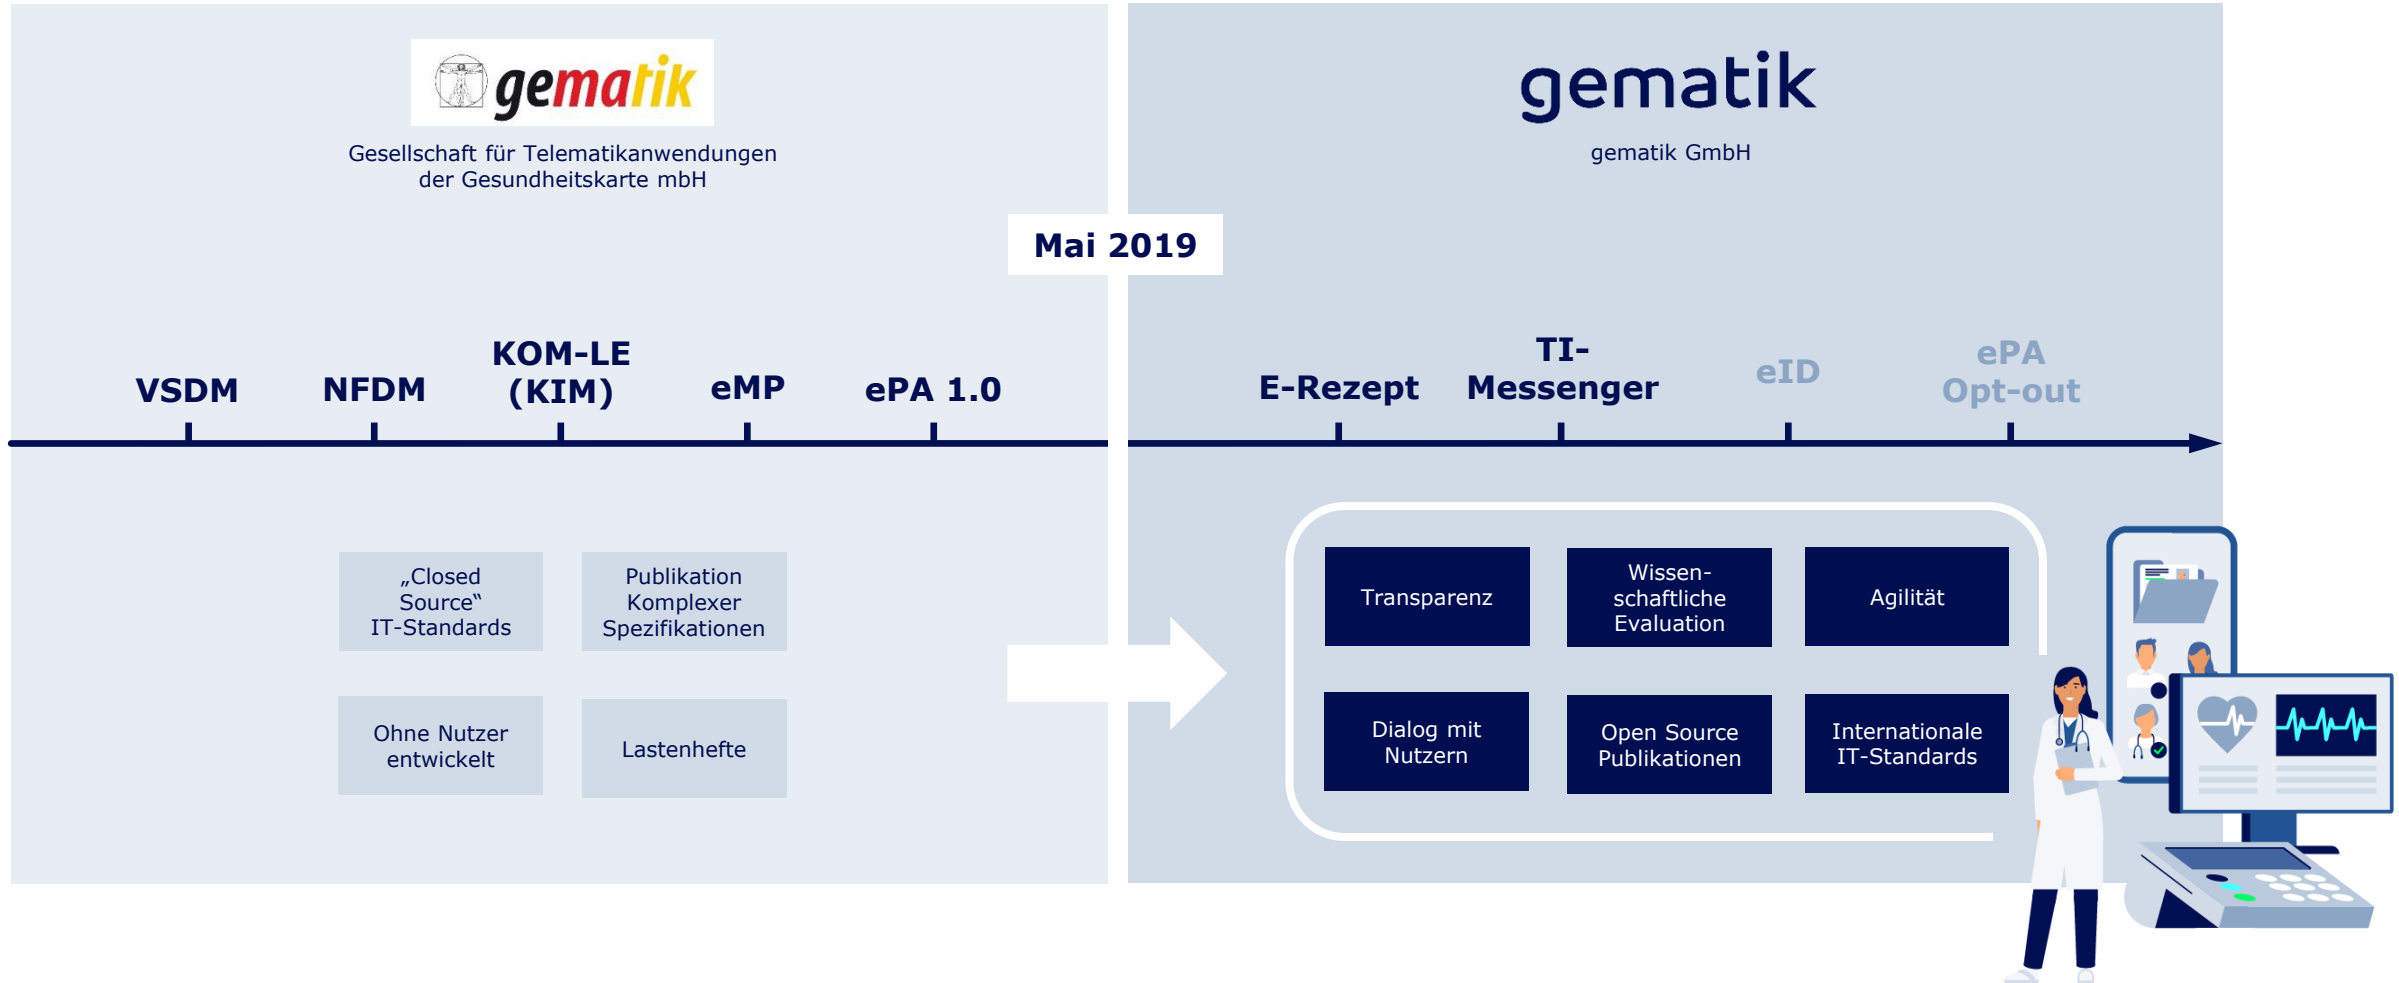 gematik
Gesellschaft für Telematikanwendungen
der Gesundheitskarte mbH
gematik
gematik GmbH
Mai 2019
VSDM
NFDM
KOM-LE
(KIM)
eMP
ePA 1.0
E-Rezept
TI-
Messenger
eID
ePA
Opt-out
„Closed
Source“
IT-Standards
Publikation
Komplexer
Spezifikationen
Ohne Nutzer
entwickelt
Lastenhefte
Transparenz
Wissen-
schaftliche
Evaluation
Agilität
Dialog mit
Nutzern
Open Source
Publikationen
Internationale
IT-Standards